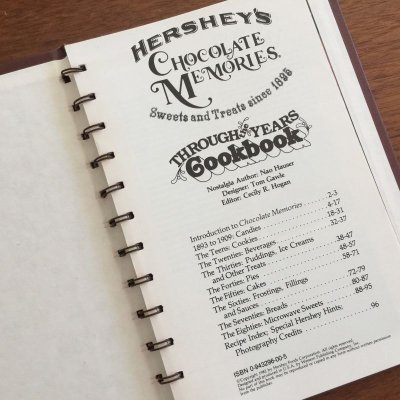 HERSHEY'S
CHOCOLATE
MEMORIES
Sweets and Treats since 1895
THROUGH the YEARS
Cookbook
Nostalgia Author: Nao Hauser
Designer: Tom Gawle
Editor: Cecily R. Hogan
Introduction to Chocolate Memories . . . . . . . . 2-3
1893 to 1909: Candies . . . . . . . . 4-17
The Teens: Cookies . . . . . . . . 18-31
The Twenties: Beverages . . . . . . . . 32-37
The Thirties: Puddings, Ice Creams
and Other Treats . . . . . . . . 38-47
The Forties: Pies . . . . . . . . 48-57
The Fifties: Cakes . . . . . . . . 58-71
The Sixties: Frostings, Fillings
and Sauces . . . . . . . . 72-79
The Seventies: Breads . . . . . . . . 80-87
The Eighties: Microwave Sweets . . . . . . . . 88-95
Recipe Index; Special Hershey Hints;
Photography Credits . . . . . . . . 96
ISBN 0-943296-00-5